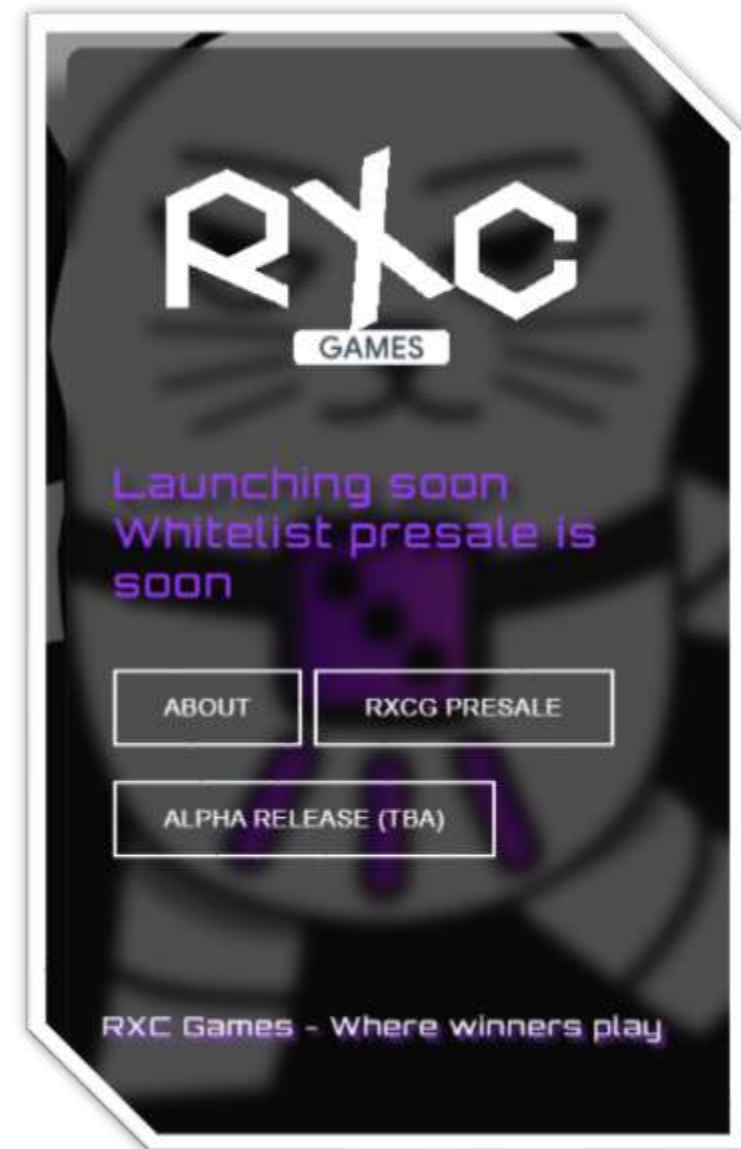 RXC
GAMES
Launching soon
Whitelist presale is
soon
ABOUT
RXCG PRESALE
ALPHA RELEASE (TBA)
RXC Games - Where winners play